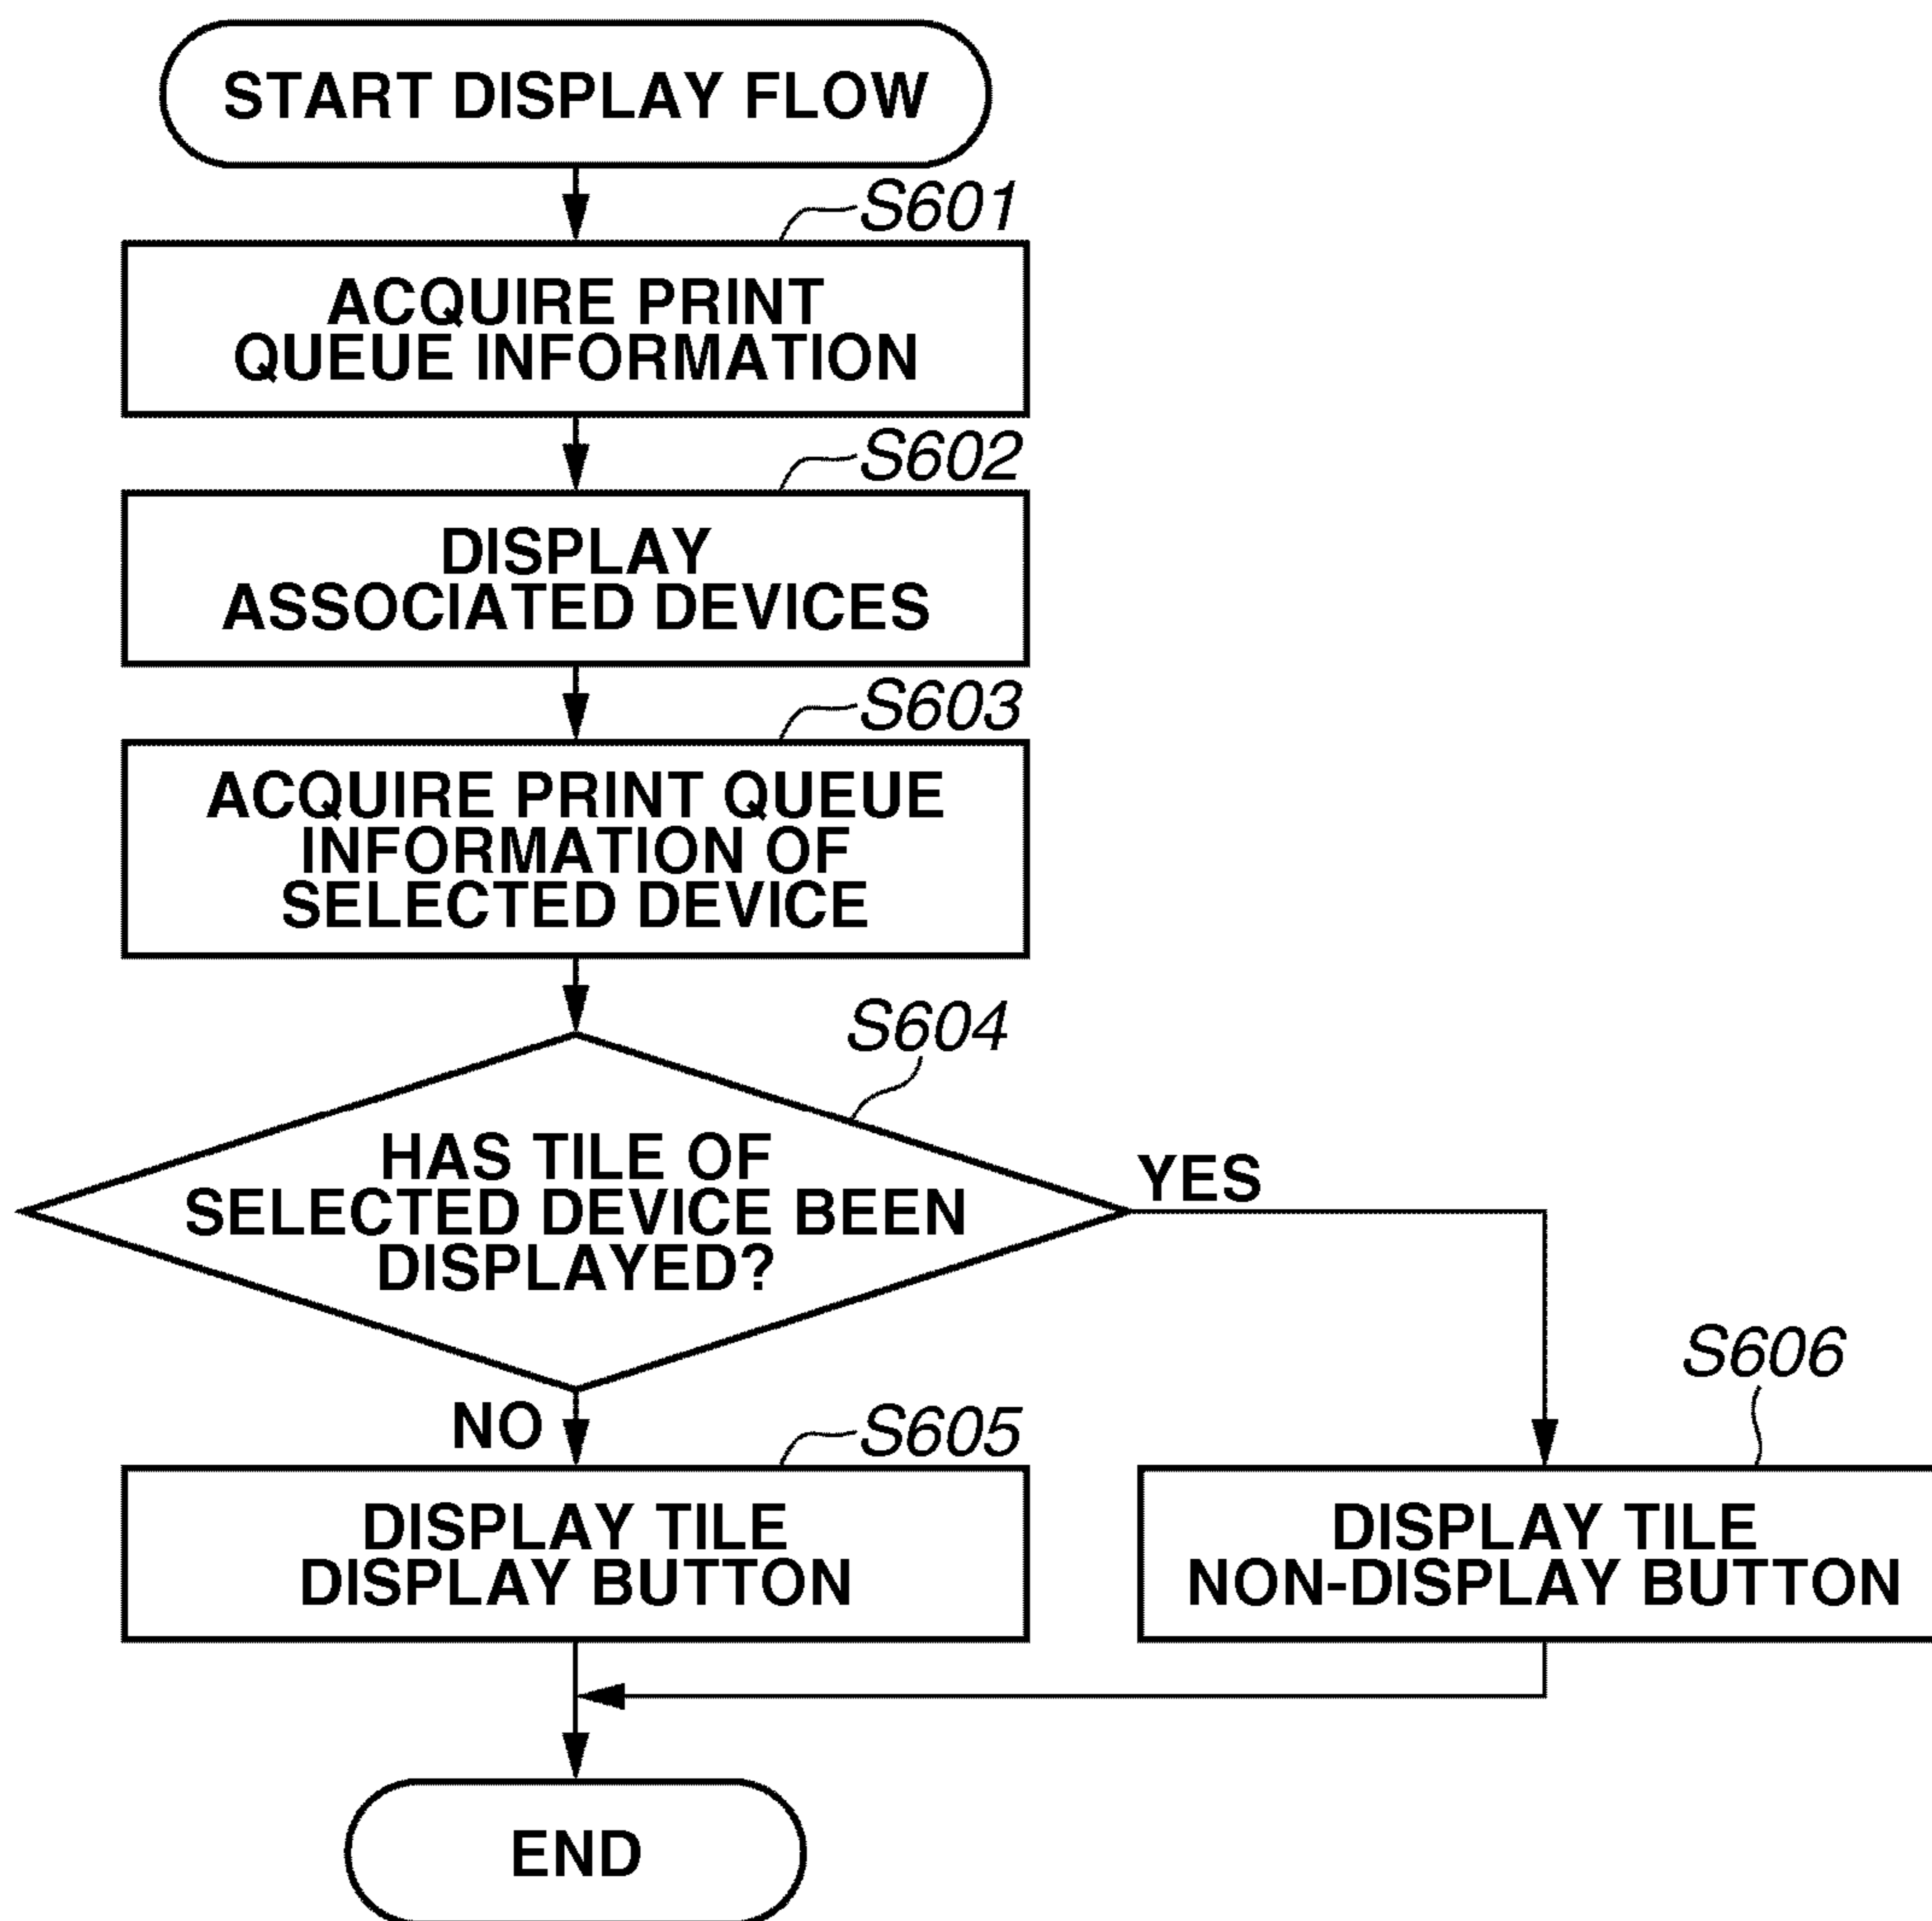 START DISPLAY FLOW
S601
ACQUIRE PRINT
QUEUE INFORMATION
S602
DISPLAY
ASSOCIATED DEVICES
S603
ACQUIRE PRINT QUEUE
INFORMATION OF
SELECTED DEVICE
S604
HAS TILE OF
SELECTED DEVICE BEEN
DISPLAYED?
YES
NO
S605
DISPLAY TILE
DISPLAY BUTTON
S606
DISPLAY TILE
NON-DISPLAY BUTTON
END